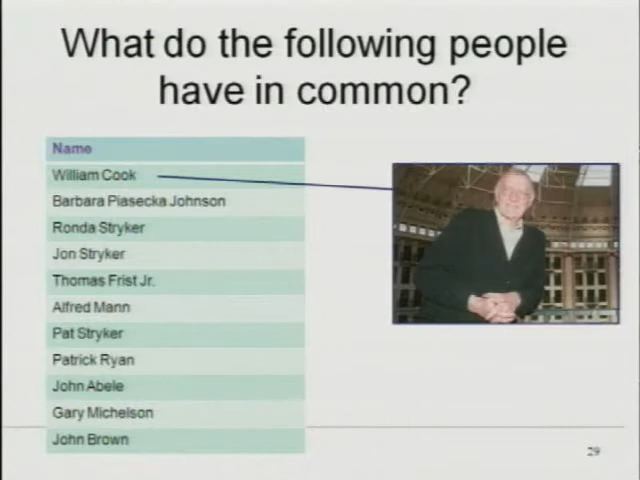 What do the following people
have in common?
Name
William Cook
Barbara Piasecka Johnson
Ronda Stryker
Jon Stryker
Thomas Frist Jr.
Alfred Mann
Pat Stryker
Patrick Ryan
John Abele
Gary Michelson
John Brown
29